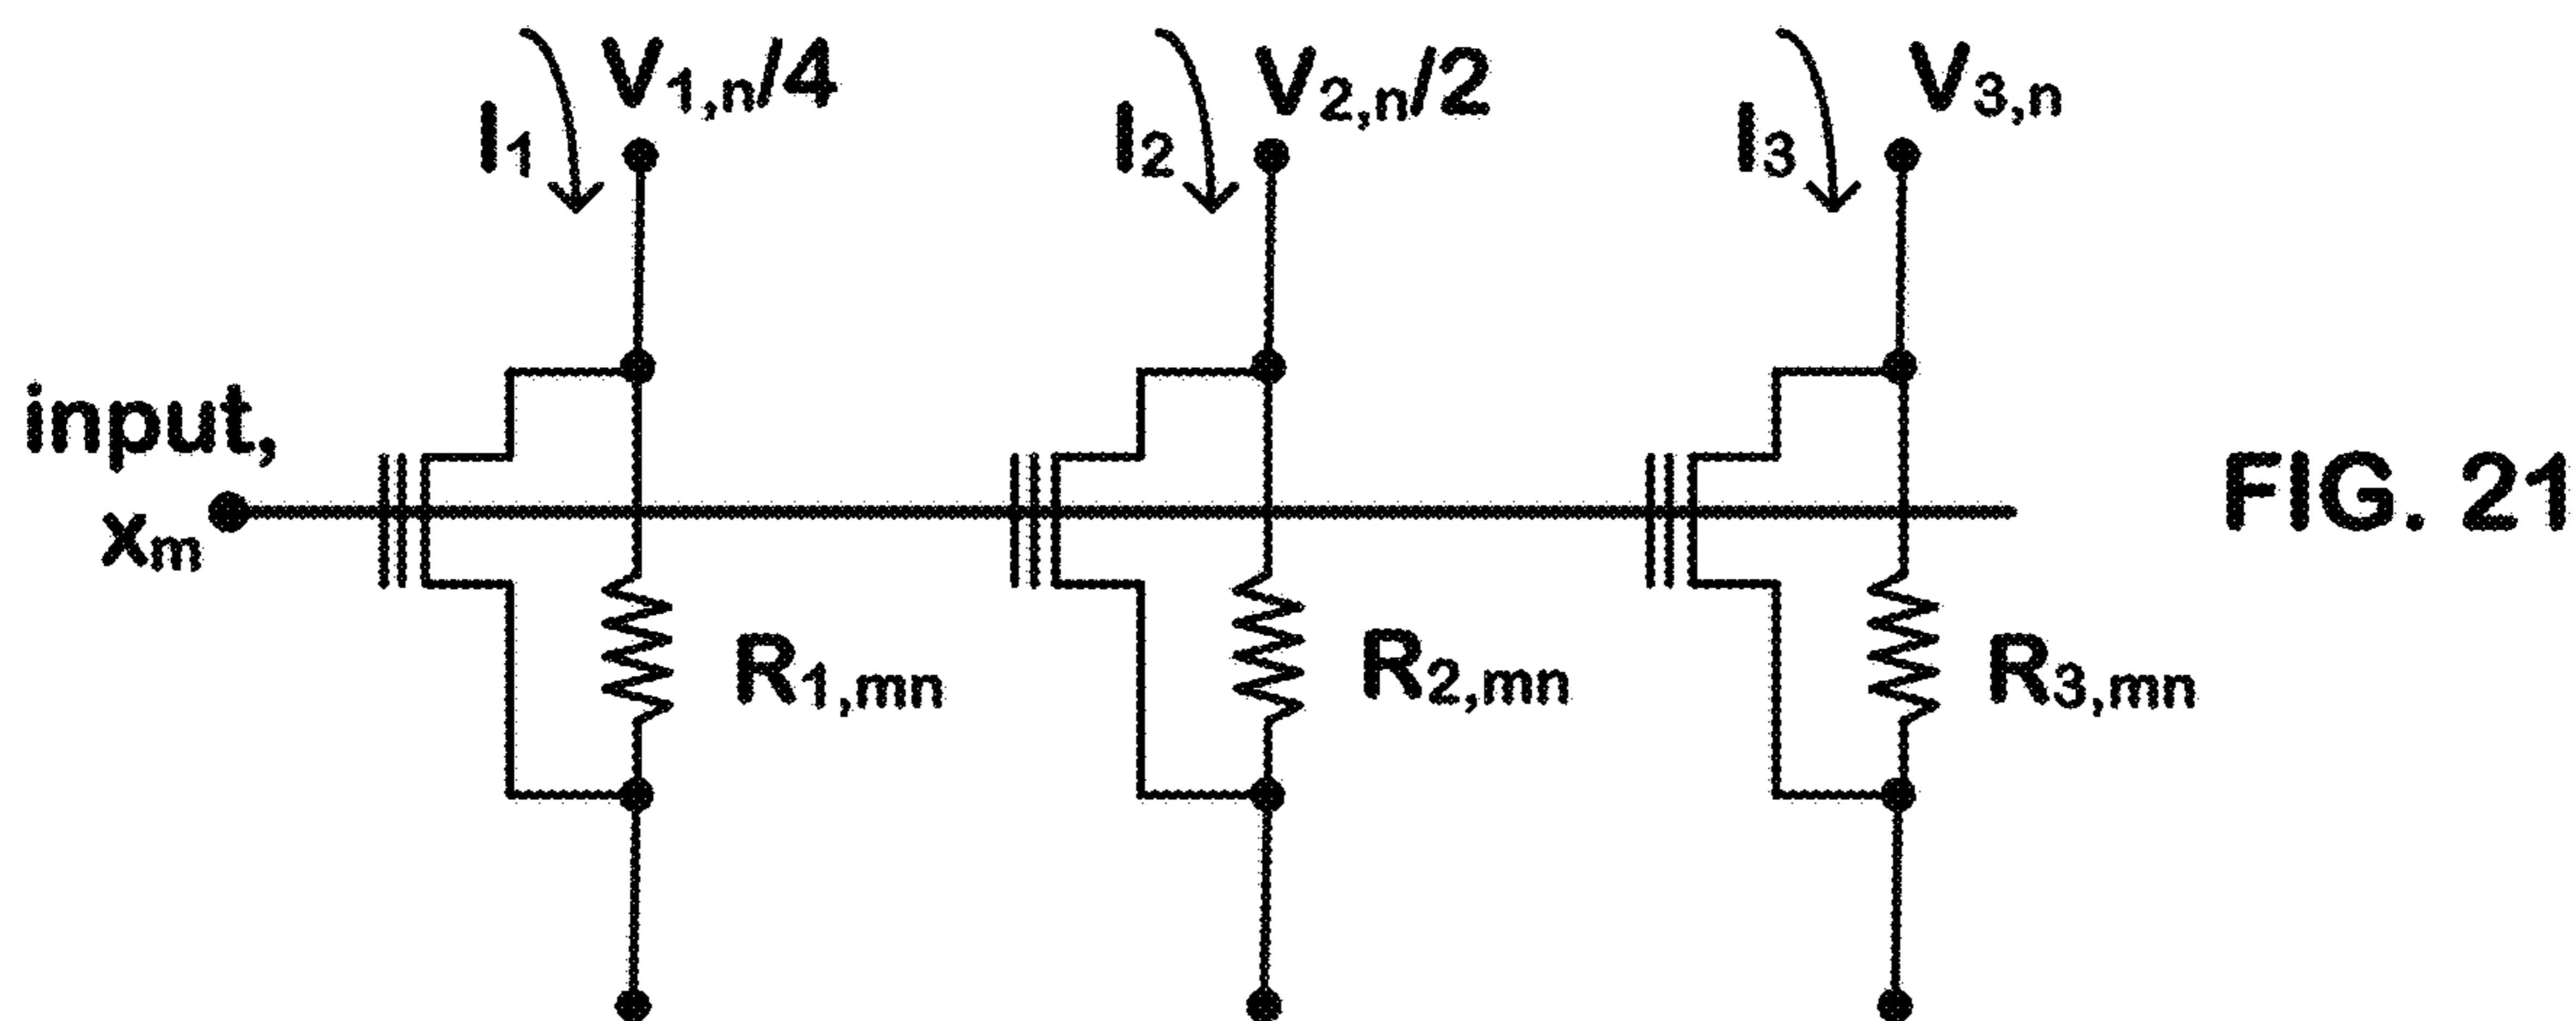 I1 V1,n/4
I2 V2,n/2
I3 V3,n
input,
xm
FIG. 21
R1,mn
R2,mn
R3,mn